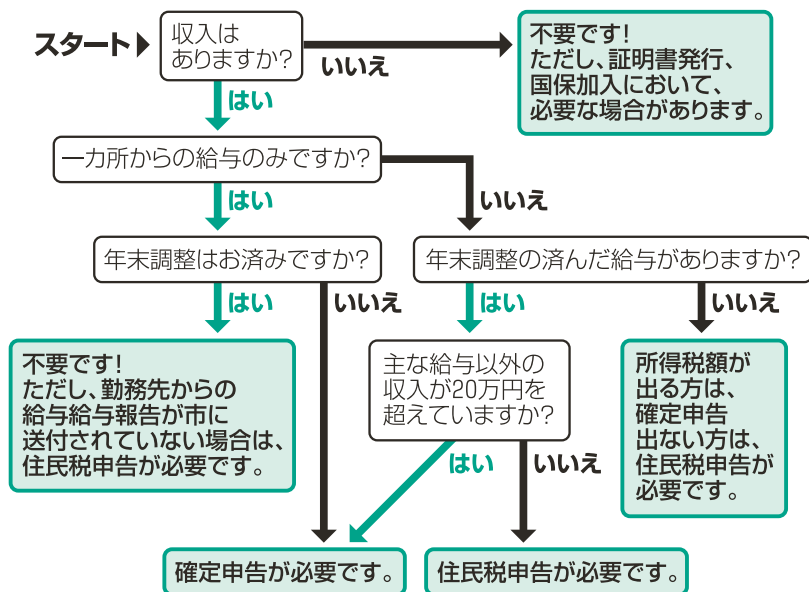 スタート
収入は
ありますか?
いいえ
不要です!
ただし、証明書発行、
国保加入において、
必要な場合があります。
はい
一カ所からの給与のみですか?
はい
いいえ
年末調整はお済みですか?
年末調整の済んだ給与がありますか?
はい
いいえ
はい
いいえ
不要です!
ただし、勤務先からの
給与給与報告が市に
送付されていない場合は、
住民税申告が必要です。
主な給与以外の
収入が20万円を
超えていますか?
所得税額が
出る方は、
確定申告
出ない方は、
住民税申告が
必要です。
はい
いいえ
確定申告が必要です。
住民税申告が必要です。